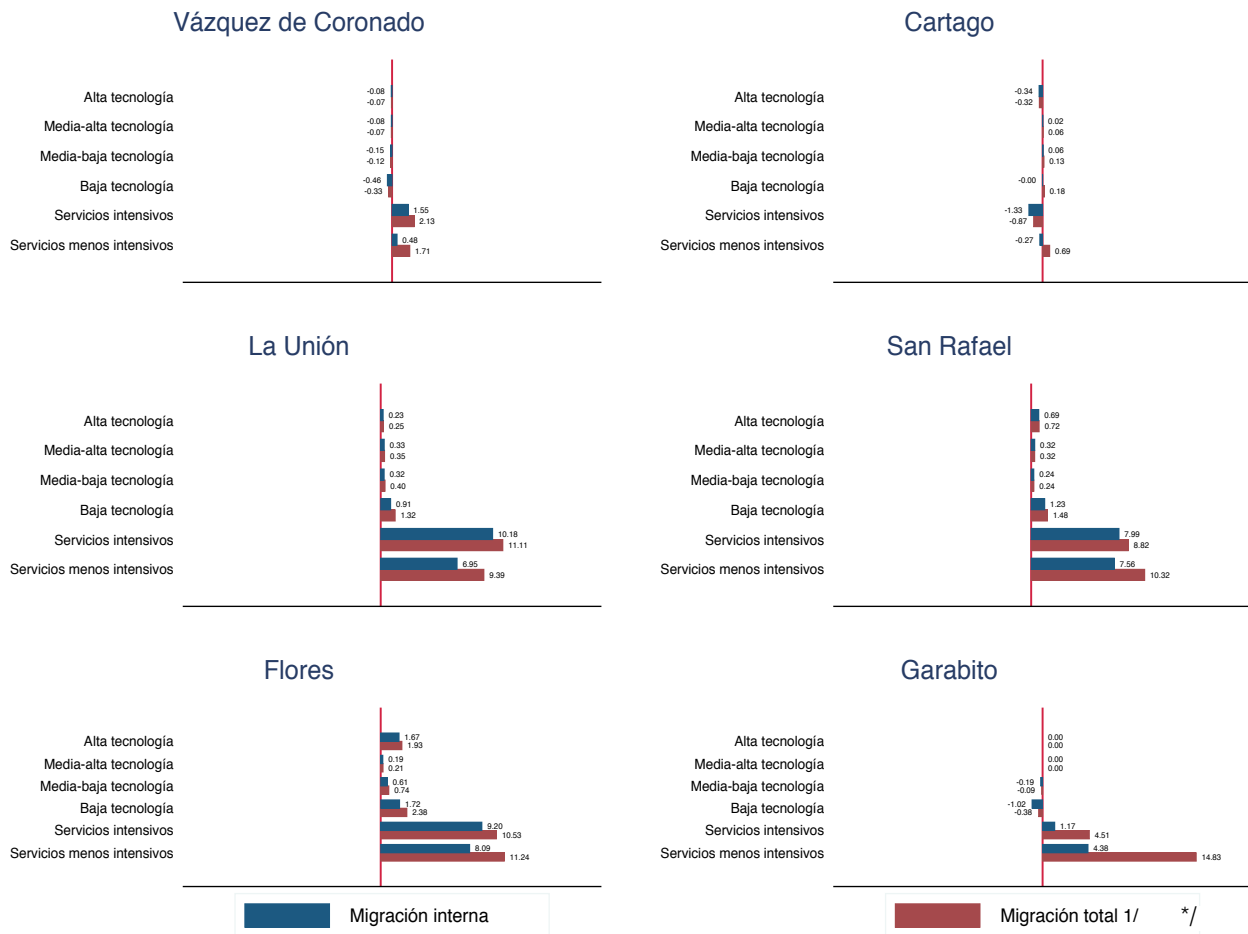 Vázquez de Coronado
Alta tecnología -0.08 -0.07
Media-alta tecnología -0.08 -0.07
Media-baja tecnología -0.15 -0.12
Baja tecnología -0.46 -0.33
Servicios intensivos 1.55 2.13
Servicios menos intensivos 0.48 1.71
Cartago
Alta tecnología -0.34 -0.32
Media-alta tecnología 0.02 0.06
Media-baja tecnología 0.06 0.13
Baja tecnología -0.00 0.18
Servicios intensivos -1.33 -0.87
Servicios menos intensivos -0.27 0.69
La Unión
Alta tecnología 0.23 0.25
Media-alta tecnología 0.33 0.35
Media-baja tecnología 0.32 0.40
Baja tecnología 0.91 1.32
Servicios intensivos 10.18 11.11
Servicios menos intensivos 6.95 9.39
San Rafael
Alta tecnología 0.69 0.72
Media-alta tecnología 0.32 0.32
Media-baja tecnología 0.24 0.24
Baja tecnología 1.23 1.48
Servicios intensivos 7.99 8.82
Servicios menos intensivos 7.56 10.32
Flores
Alta tecnología 1.67 1.93
Media-alta tecnología 0.19 0.21
Media-baja tecnología 0.61 0.74
Baja tecnología 1.72 2.38
Servicios intensivos 9.20 10.53
Servicios menos intensivos 8.09 11.24
Garabito
Alta tecnología 0.00 0.00
Media-alta tecnología 0.00 0.00
Media-baja tecnología -0.19 -0.09
Baja tecnología -1.02 -0.38
Servicios intensivos 1.17 4.51
Servicios menos intensivos 4.38 14.83
Migración interna
Migración total 1/ */